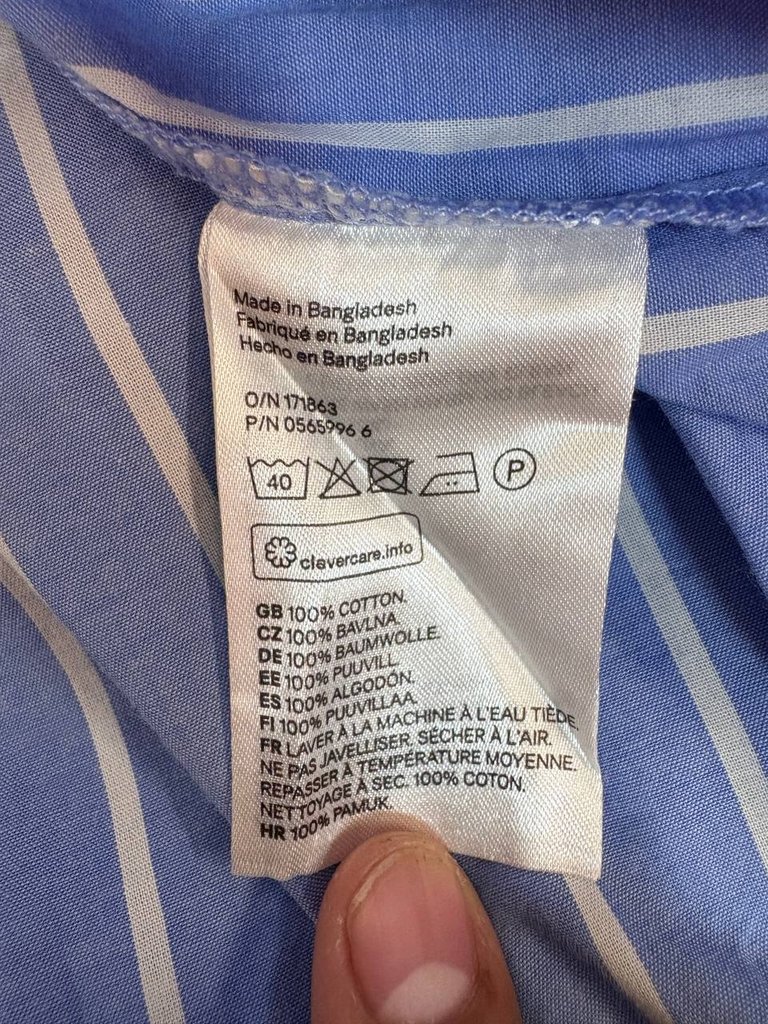 Made in Bangladesh
Fabriqué en Bangladesh
Hecho en Bangladesh
O/N 171863
P/N 0565996 6
40 P
clevercare.info
GB 100% COTTON.
CZ 100% BAVLNA.
DE 100% BAUMWOLLE.
EE 100% PUUVILL.
ES 100% ALGODÓN.
FI 100% PUUVILLAA.
FR LAVER À LA MACHINE À L'EAU TIÈDE.
NE PAS JAVELLISER. SÉCHER À L'AIR.
REPASSER À TEMPÉRATURE MOYENNE.
NETTOYAGE À SEC. 100% COTON.
HR 100% PAMUK.